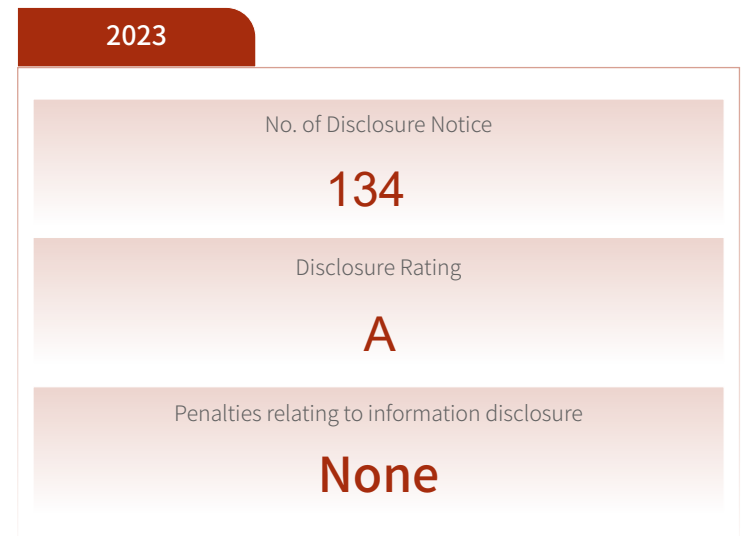 2023
No. of Disclosure Notice
134
Disclosure Rating
A
Penalties relating to information disclosure
None